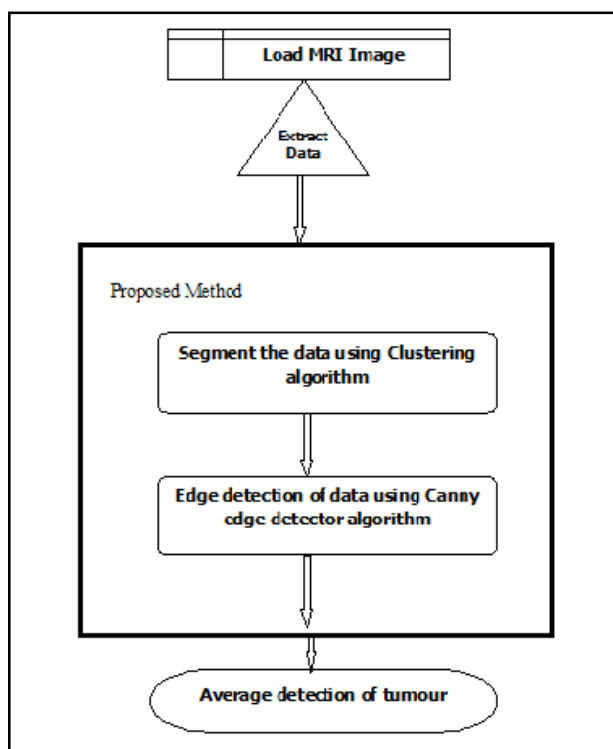 Load MRI Image
Extract
Data
Proposed Method
Segment the data using Clustering
algorithm
Edge detection of data using Canny
edge detector algorithm
Average detection of tumour